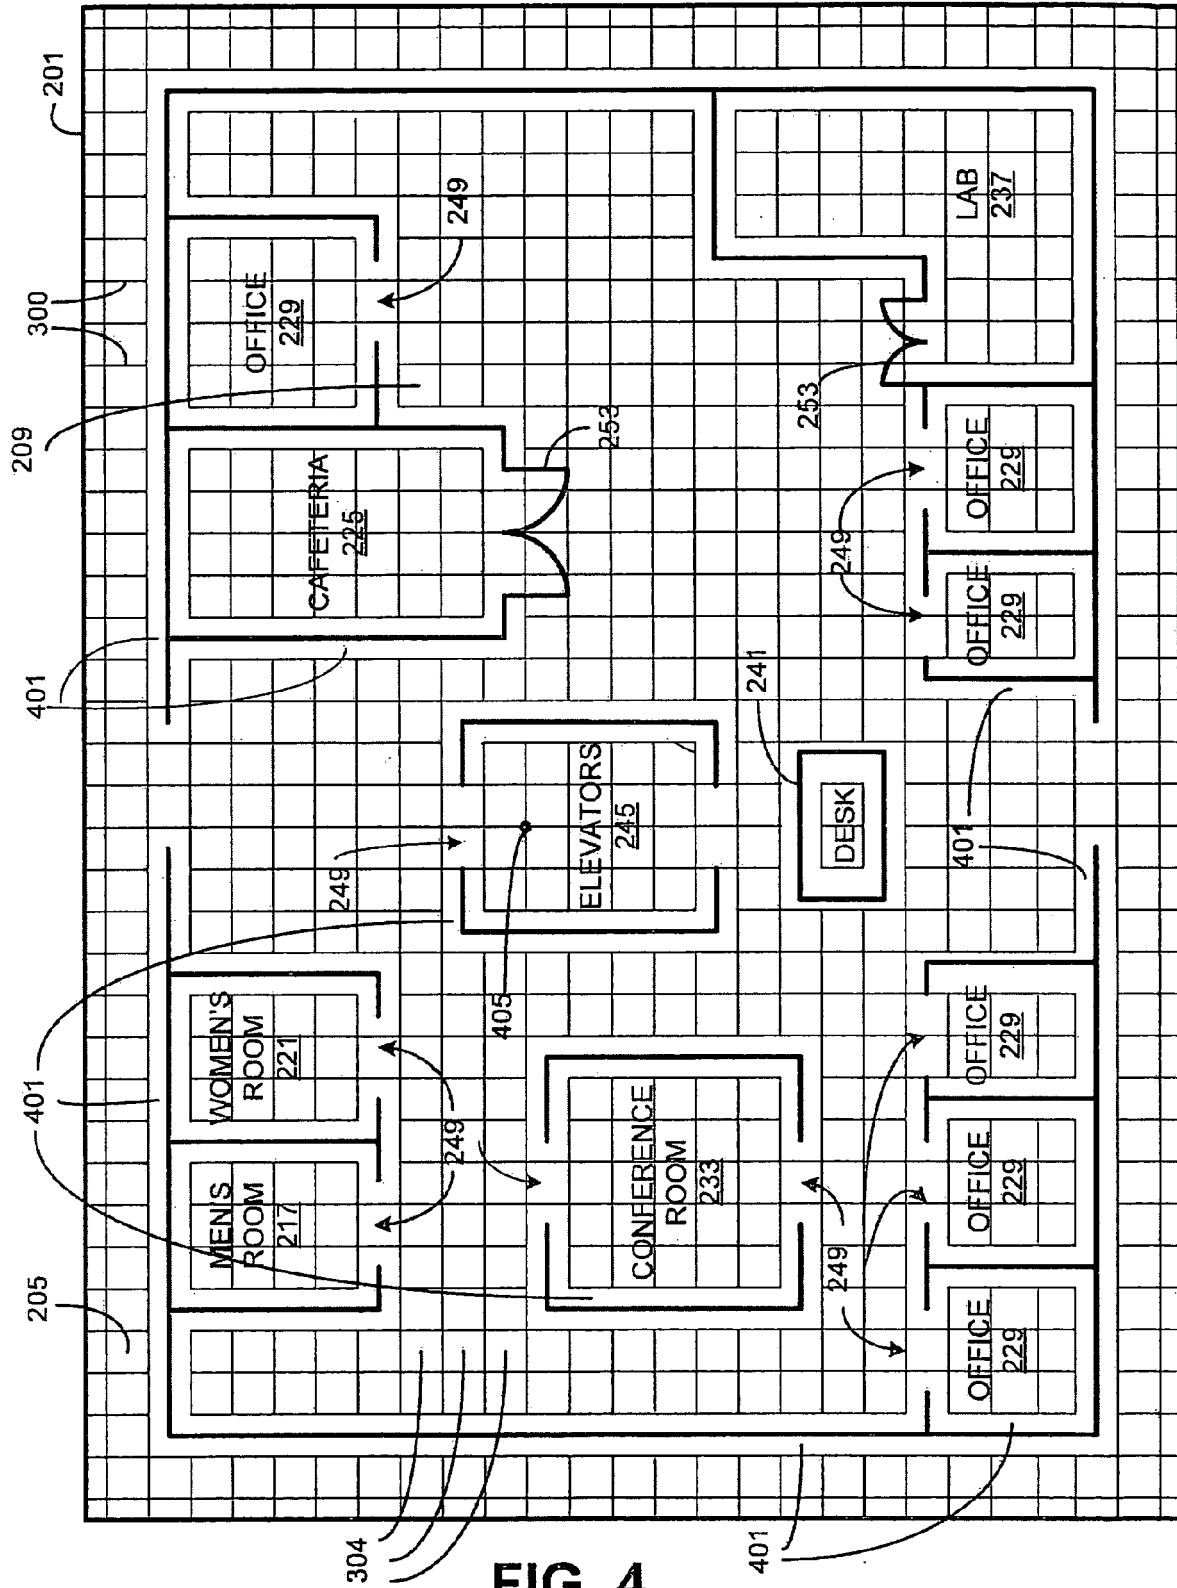 205
401
401
209
300
201
MEN'S
ROOM
217
WOMEN'S
ROOM
221
CAFETERIA
225
OFFICE
229
304
249
249
249
405
253
CONFERENCE
ROOM
233
ELEVATORS
245
401
241
249
DESK
249
253
401
OFFICE
229
OFFICE
229
OFFICE
229
OFFICE
229
OFFICE
229
LAB
237
FIG. 4